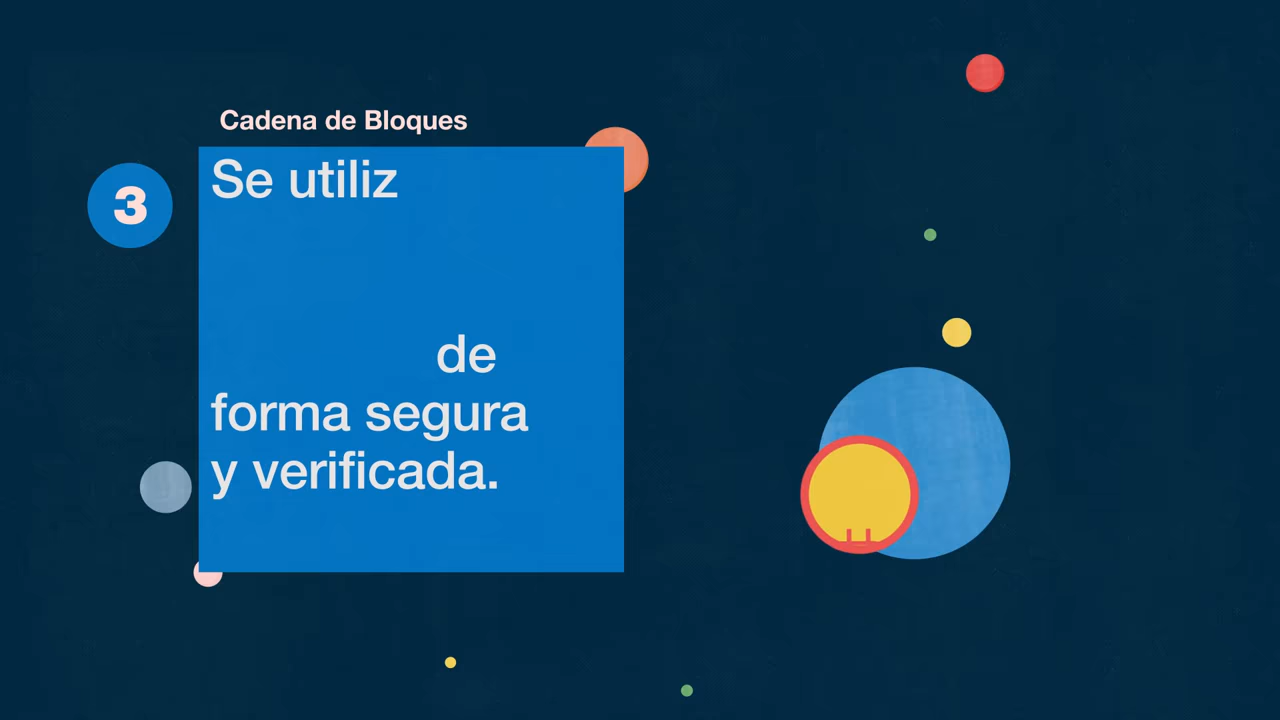 Cadena de Bloques
3
Se utiliz
de
forma segura
y verificada.